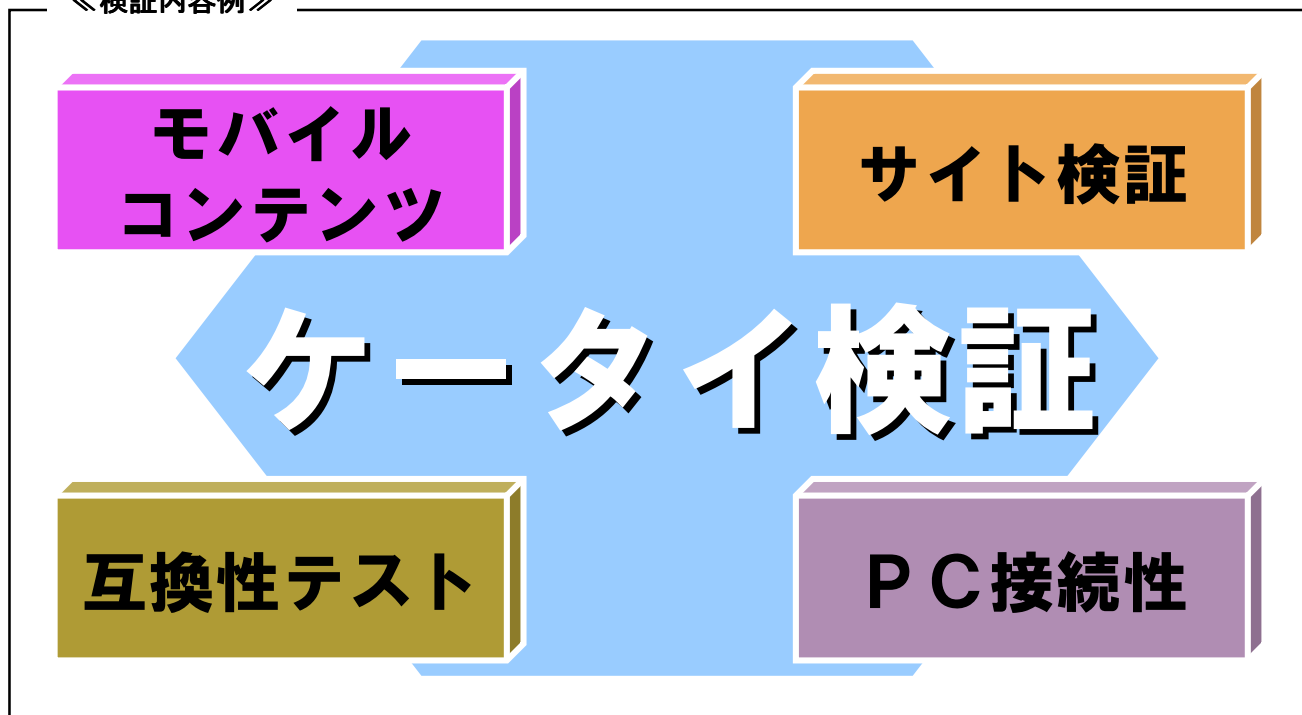 ≪検証内容例≫
モバイル
コンテンツ
サイト検証
ケータイ検証
互換性テスト
ＰＣ接続性